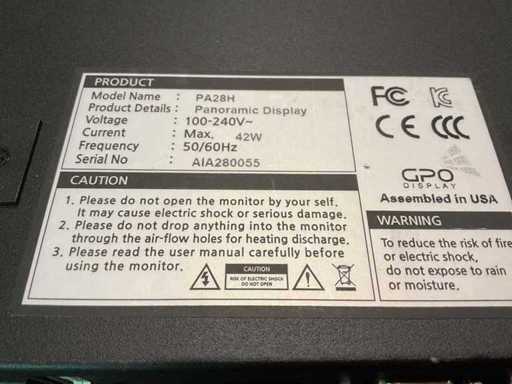 PRODUCT
Model Name : PA28H
Product Details : Panoramic Display
Voltage : 100-240V~
Current : Max. 42W
Frequency : 50/60Hz
Serial No : AIA280055
CAUTION
1. Please do not open the monitor by your self.
It may cause electric shock or serious damage.
2. Please do not drop anything into the monitor
through the air-flow holes for heating discharge.
3. Please read the user manual carefully before
using the monitor.
CAUTION
RISK OF ELECTRIC SHOCK
DO NOT OPEN
FC
CE CCC
GPO
DISPLAY
Assembled in USA
WARNING
To reduce the risk of fire
or electric shock,
do not expose to rain
or moisture.